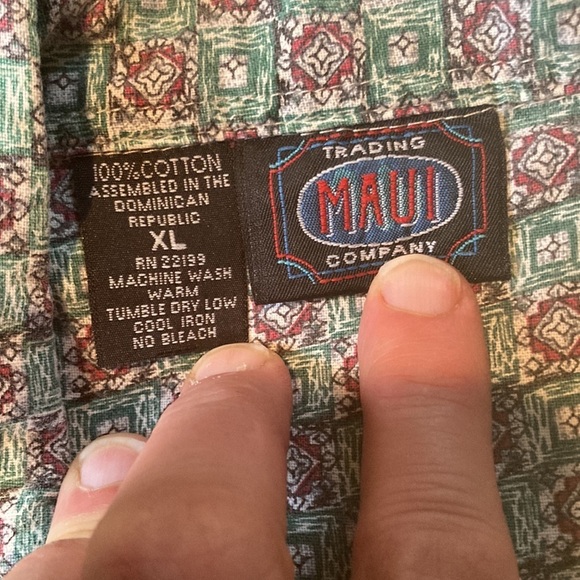 100% COTTON
ASSEMBLED IN THE
DOMINICAN
REPUBLIC
XL
RN 22199
MACHINE WASH
WARM
TUMBLE DRY LOW
COOL IRON
NO BLEACH
TRADING
MAUI
COMPANY